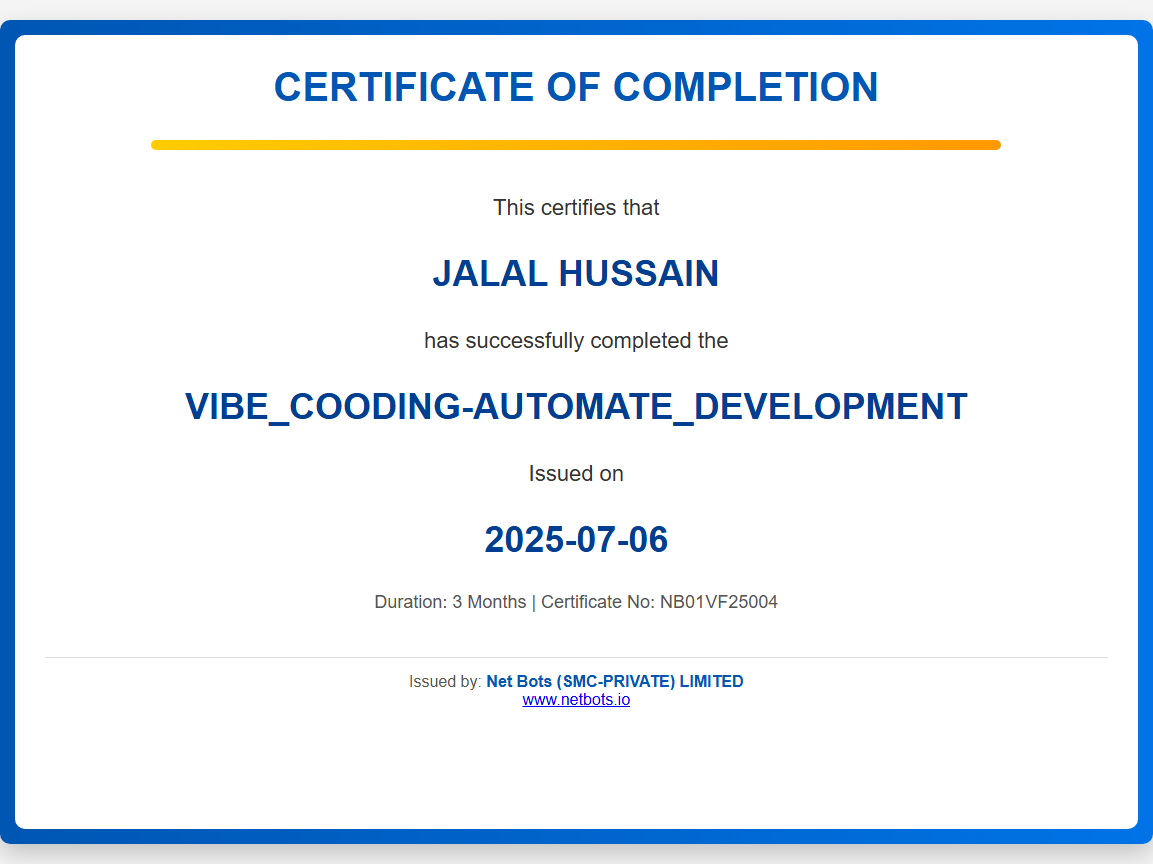 CERTIFICATE OF COMPLETION
This certifies that
JALAL HUSSAIN
has successfully completed the
VIBE_COODING-AUTOMATE_DEVELOPMENT
Issued on
2025-07-06
Duration: 3 Months | Certificate No: NB01VF25004
Issued by: Net Bots (SMC-PRIVATE) LIMITED
www.netbots.io